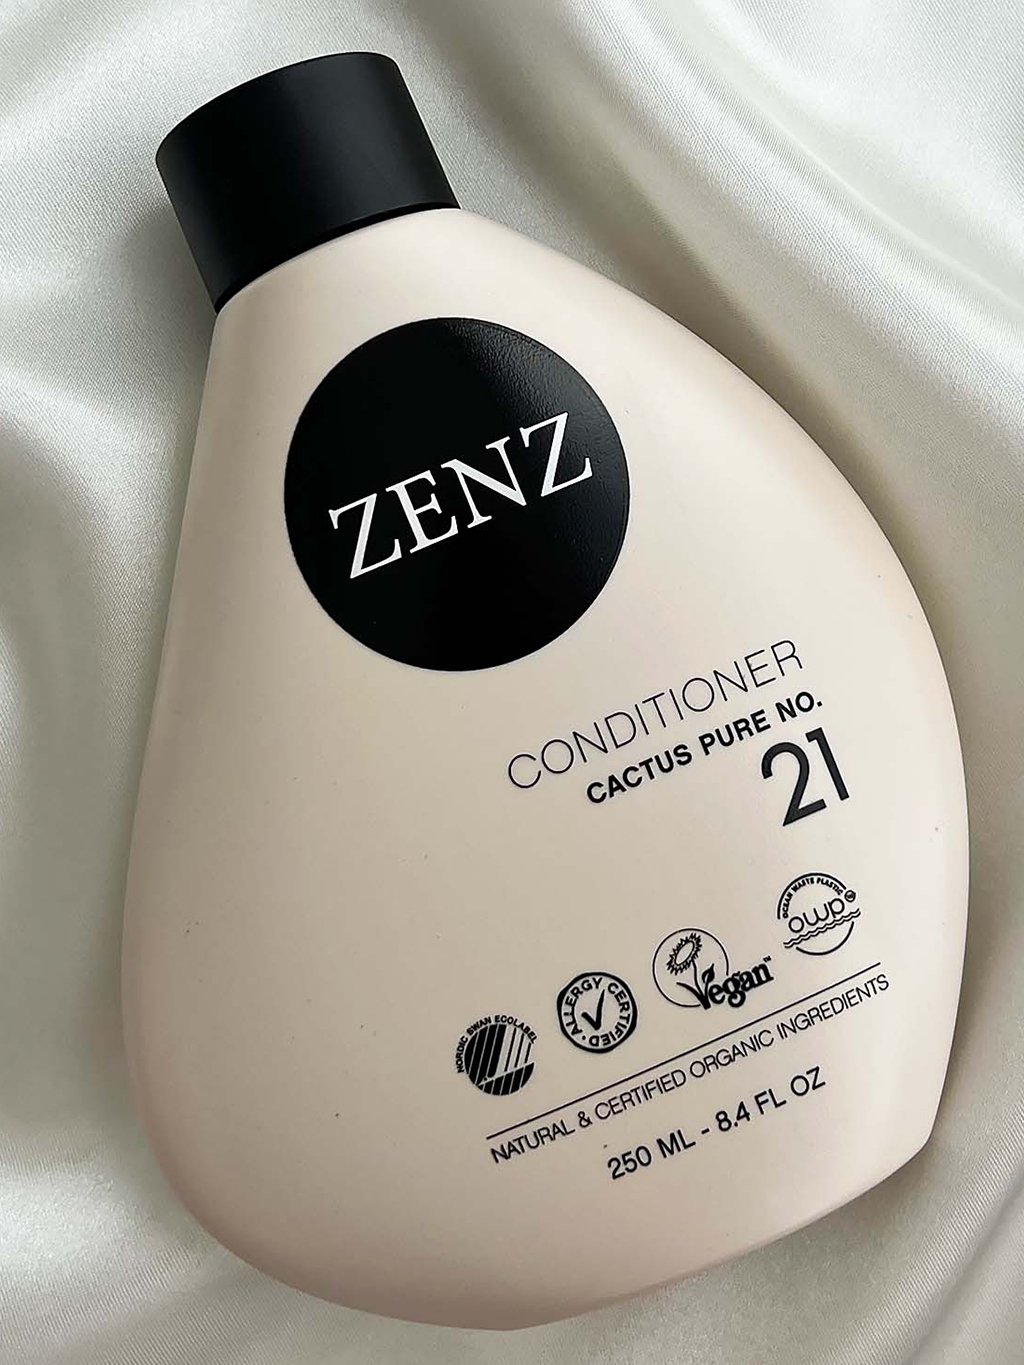 ZENZ
CONDITIONER
CACTUS PURE NO.
21
OCEAN WASTE PLASTIC
owp
Vegan™
ALLERGY CERTIFIED
NORDIC SWAN ECOLABEL
NATURAL & CERTIFIED ORGANIC INGREDIENTS
250 ML - 8.4 FL OZ